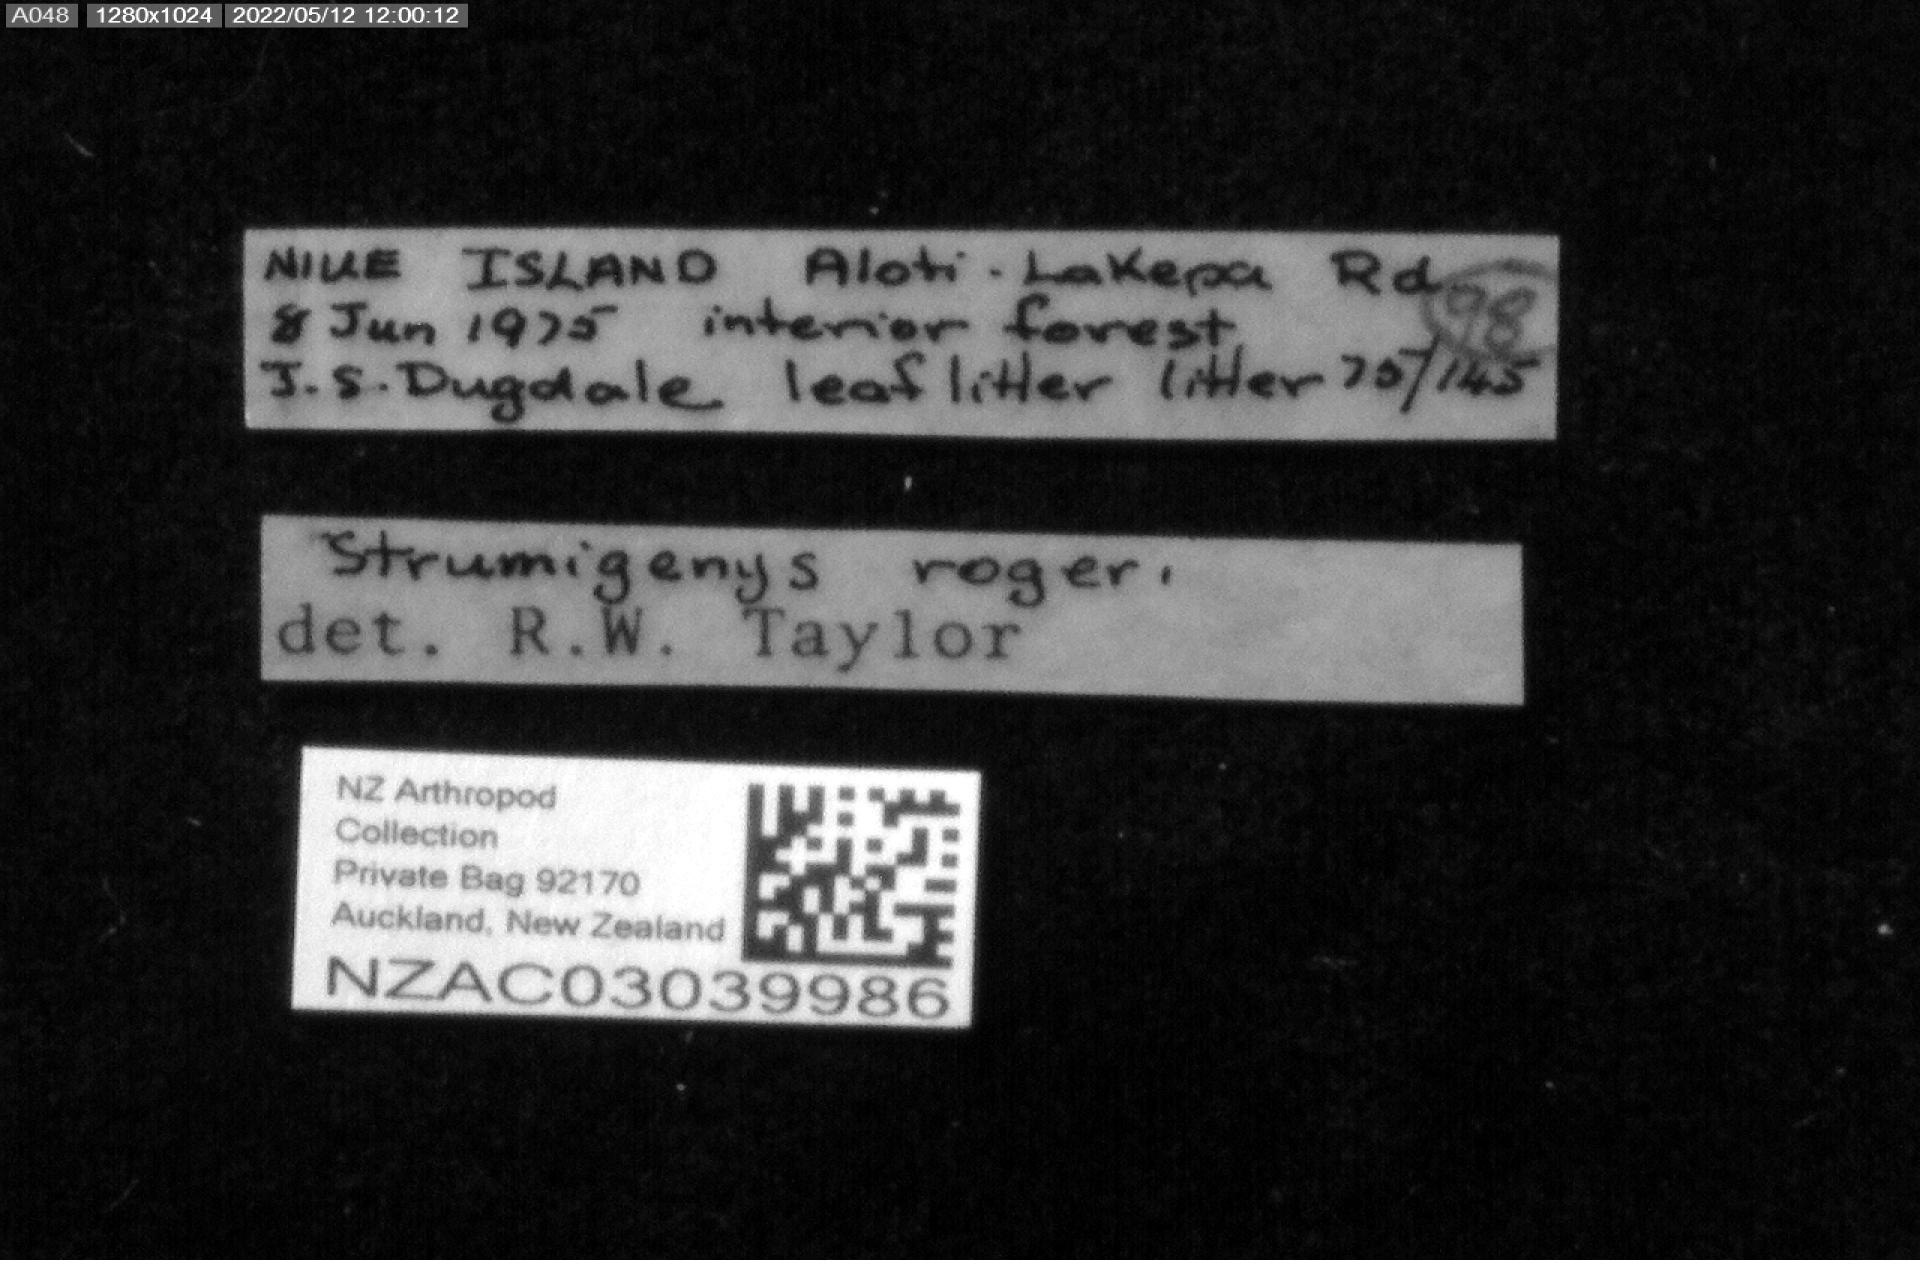 A048 1280x1024 2022/05/12 12:00:12
NIUE ISLAND Aloti - Lakepa Rd
98
8 Jun 1975 interior forest
J.S. Dugdale leaf litter litter 75/145
Strumigenys rogeri
det. R.W. Taylor
NZ Arthropod
Collection
Private Bag 92170
Auckland, New Zealand
NZAC03039986